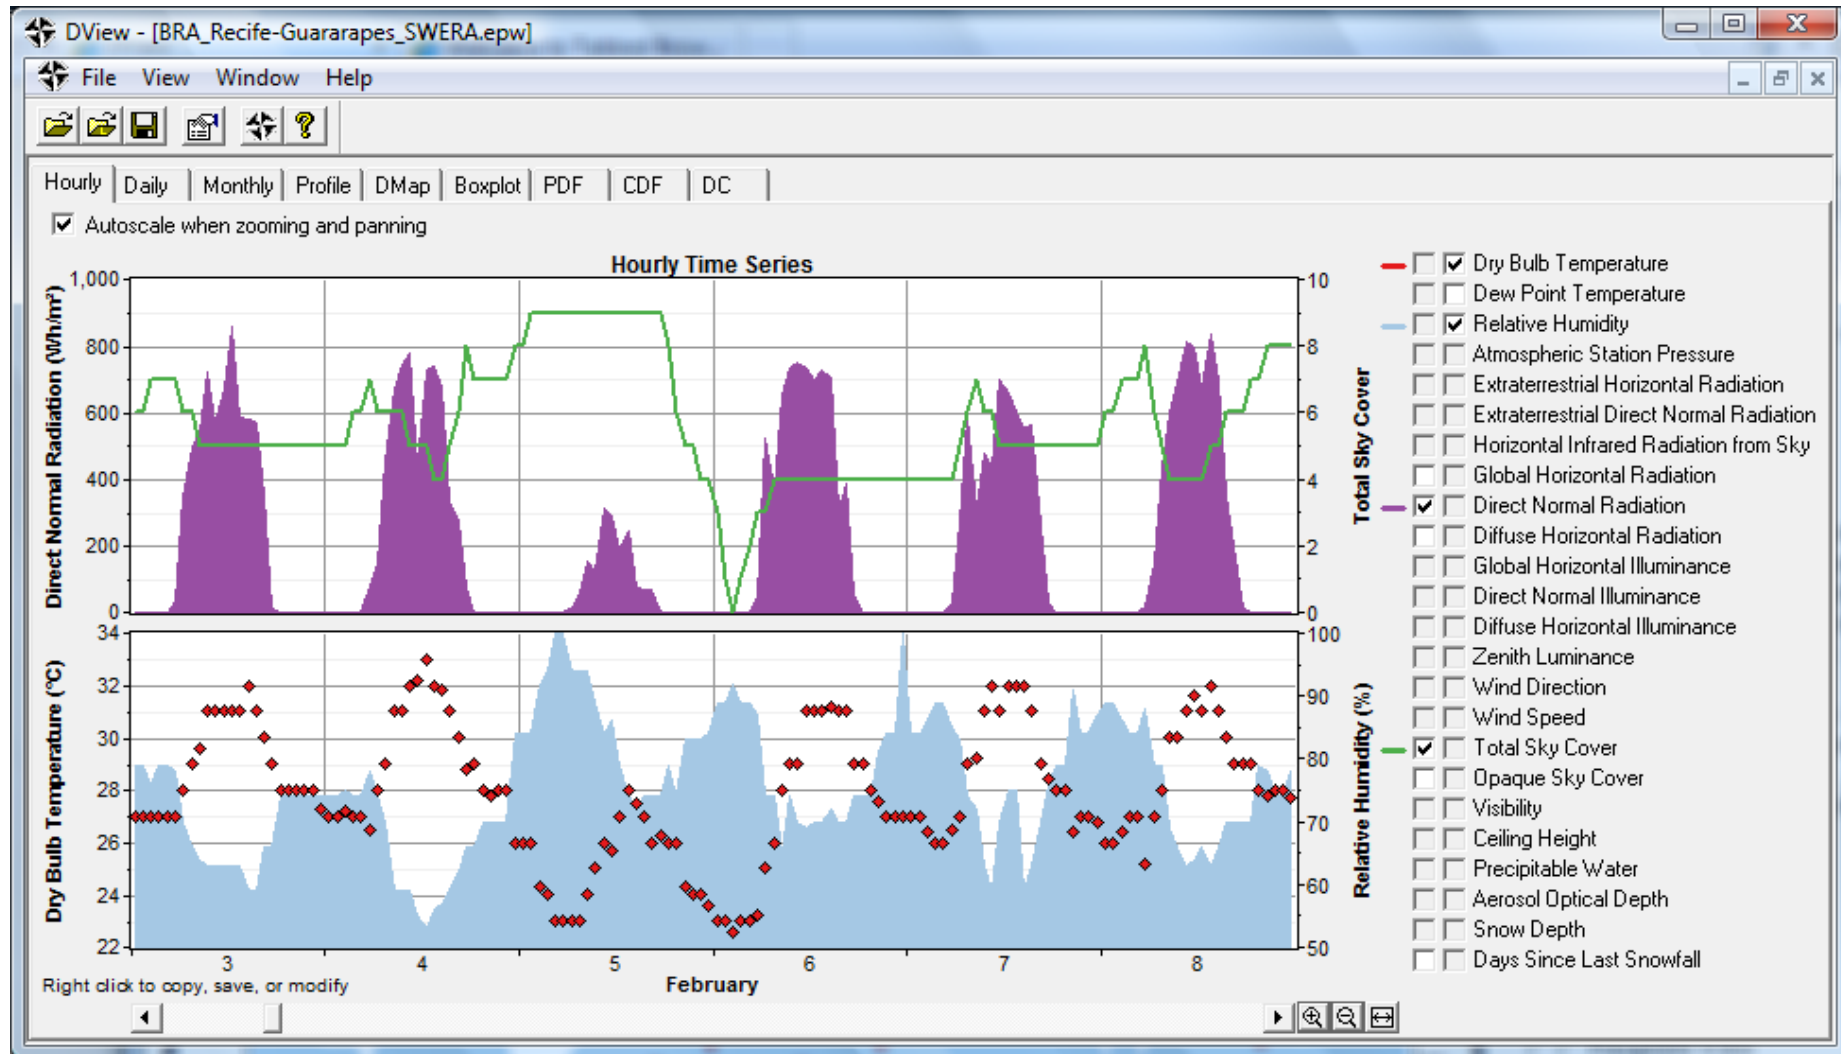 DView - [BRA_Recife-Guararapes_SWERA.epw]
File View Window Help
Hourly Daily Monthly Profile DMap Boxplot PDF CDF DC
Autoscale when zooming and panning
Hourly Time Series
Direct Normal Radiation (Wh/m²)
1,000
800
600
400
200
0
10
8
6
4
2
0
Total Sky Cover
Dry Bulb Temperature (°C)
34
32
30
28
26
24
22
100
90
80
70
60
50
Relative Humidity (%)
3 4 5 6 7 8
February
Right click to copy, save, or modify
Dry Bulb Temperature
Dew Point Temperature
Relative Humidity
Atmospheric Station Pressure
Extraterrestrial Horizontal Radiation
Extraterrestrial Direct Normal Radiation
Horizontal Infrared Radiation from Sky
Global Horizontal Radiation
Direct Normal Radiation
Diffuse Horizontal Radiation
Global Horizontal Illuminance
Direct Normal Illuminance
Diffuse Horizontal Illuminance
Zenith Luminance
Wind Direction
Wind Speed
Total Sky Cover
Opaque Sky Cover
Visibility
Ceiling Height
Precipitable Water
Aerosol Optical Depth
Snow Depth
Days Since Last Snowfall